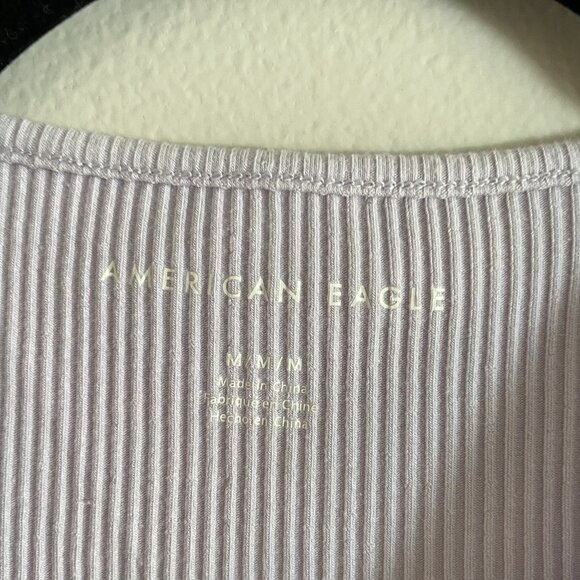 AMERICAN EAGLE
M/M/M
Made in China
Fabriqué en Chine
Hecho en China